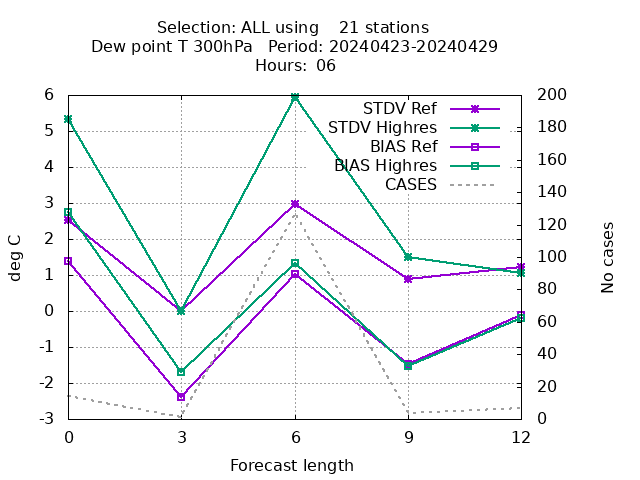 Selection: ALL using    21 stations
Dew point T 300hPa   Period: 20240423-20240429
Hours: 06
STDV Ref
STDV Highres
BIAS Ref
BIAS Highres
CASES
6
5
4
3
2
1
0
-1
-2
-3
deg C
200
180
160
140
120
100
80
60
40
20
0
No cases
0 3 6 9 12
Forecast length